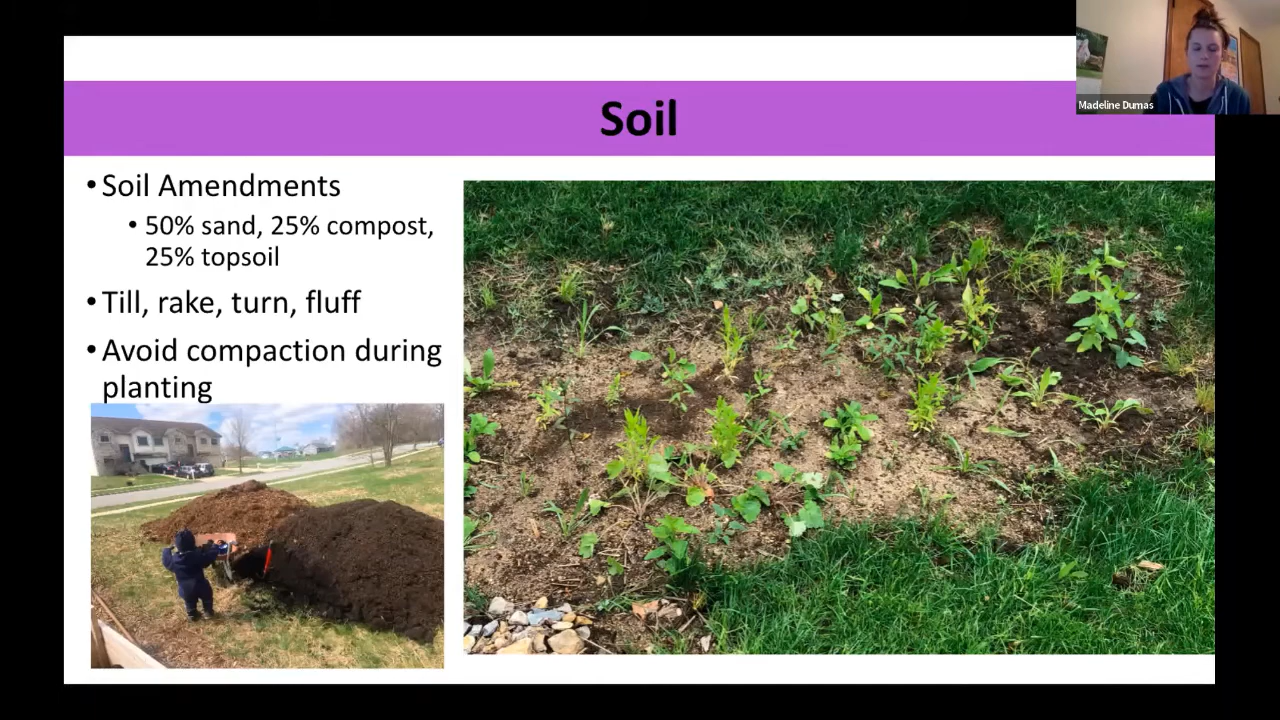 Soil
Madeline Dumas
• Soil Amendments
• 50% sand, 25% compost,
25% topsoil
• Till, rake, turn, fluff
• Avoid compaction during
planting